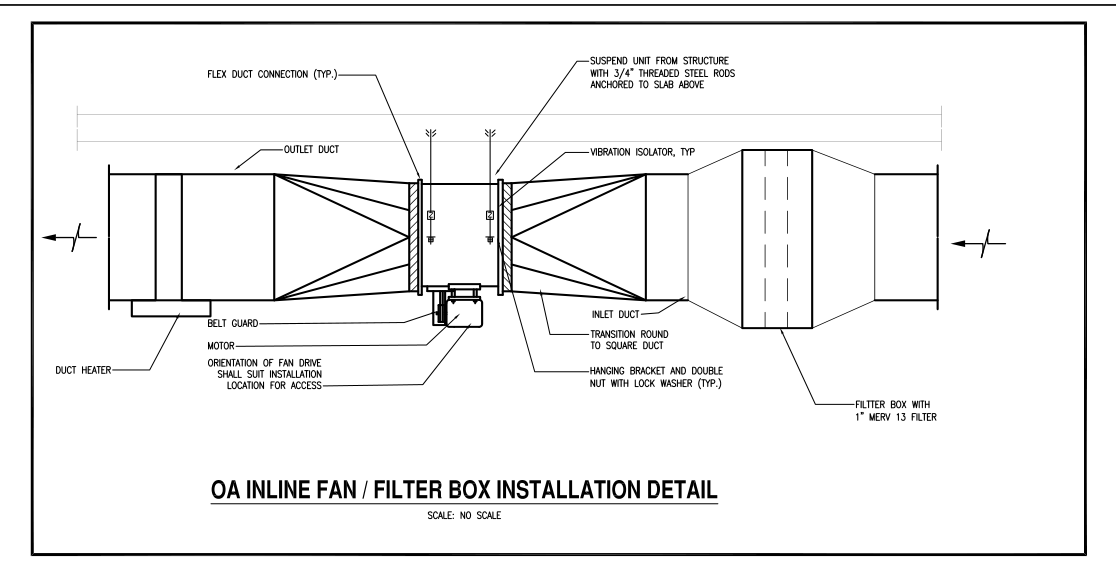 FLEX DUCT CONNECTION (TYP.)
SUSPEND UNIT FROM STRUCTURE
WITH 3/4" THREADED STEEL RODS
ANCHORED TO SLAB ABOVE
OUTLET DUCT
VIBRATION ISOLATOR, TYP
BELT GUARD
MOTOR
ORIENTATION OF FAN DRIVE
SHALL SUIT INSTALLATION
LOCATION FOR ACCESS
DUCT HEATER
INLET DUCT
TRANSITION ROUND
TO SQUARE DUCT
HANGING BRACKET AND DOUBLE
NUT WITH LOCK WASHER (TYP.)
FILTTER BOX WITH
1" MERV 13 FILTER
OA INLINE FAN / FILTER BOX INSTALLATION DETAIL
SCALE: NO SCALE